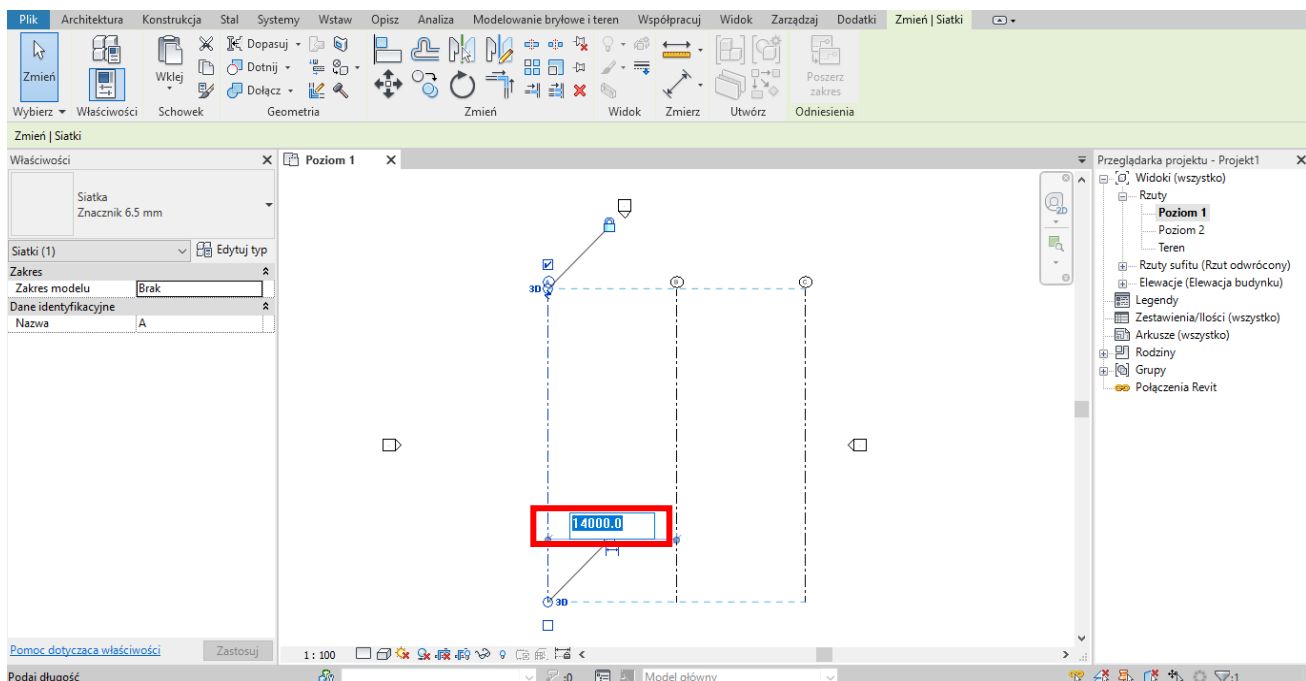 Plik Architektura Konstrukcja Stal Systemy Wstaw Opisz Analiza Modelowanie bryłowe i teren Współpracuj Widok Zarządzaj Dodatki Zmień | Siatki
Dopasuj
Zmień Wklej Dotnij Poszerz
Dołącz zakres
Wybierz Właściwości Schowek Geometria Zmień Widok Zmierz Utwórz Odniesienia
Zmień | Siatki
Właściwości
Siatka
Znacznik 6.5 mm
Siatki (1) Edytuj typ
Zakres
Zakres modelu Brak
Dane identyfikacyjne
Nazwa A
Pomoc dotycząca właściwości Zastosuj
Poziom 1
3D B C
14000.0
3D
1 : 100
Przeglądarka projektu - Projekt1
Widoki (wszystko)
Rzuty
Poziom 1
Poziom 2
Teren
Rzuty sufitu (Rzut odwrócony)
Elewacje (Elewacja budynku)
Legendy
Zestawienia/Ilości (wszystko)
Arkusze (wszystko)
Rodziny
Grupy
Połączenia Revit
Podaj długość :0 Model główny :1